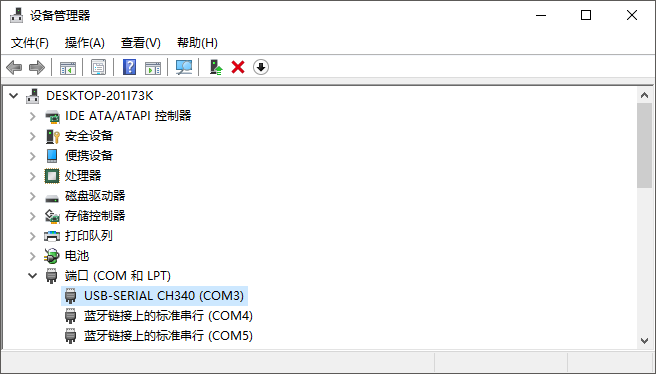 设备管理器
文件(F) 操作(A) 查看(V) 帮助(H)
DESKTOP-201I73K
IDE ATA/ATAPI 控制器
安全设备
便携设备
处理器
磁盘驱动器
存储控制器
打印队列
电池
端口 (COM 和 LPT)
USB-SERIAL CH340 (COM3)
蓝牙链接上的标准串行 (COM4)
蓝牙链接上的标准串行 (COM5)